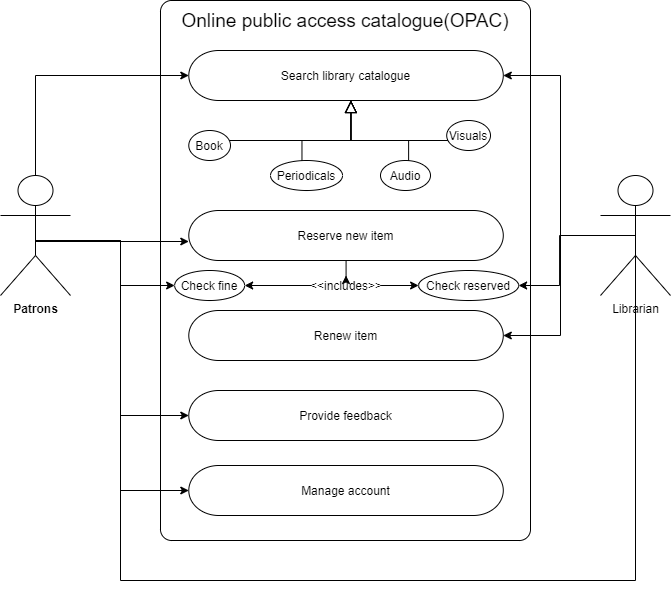 Online public access catalogue(OPAC)
Search library catalogue
Book
Visuals
Periodicals
Audio
Reserve new item
Check fine
<<includes>>
Check reserved
Patrons
Librarian
Renew item
Provide feedback
Manage account